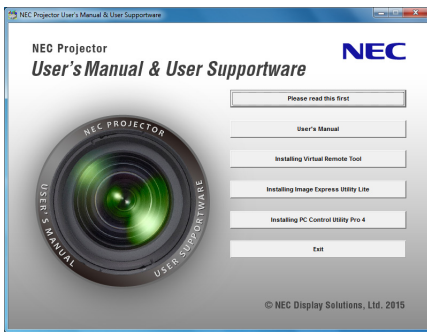 NEC Projector User's Manual & User Supportware
NEC Projector
NEC
User's Manual & User Supportware
Please read this first
User's Manual
Installing Virtual Remote Tool
Installing Image Express Utility Lite
Installing PC Control Utility Pro 4
Exit
NEC PROJECTOR
USER'S MANUAL
USER SUPPORTWARE
© NEC Display Solutions, Ltd. 2015